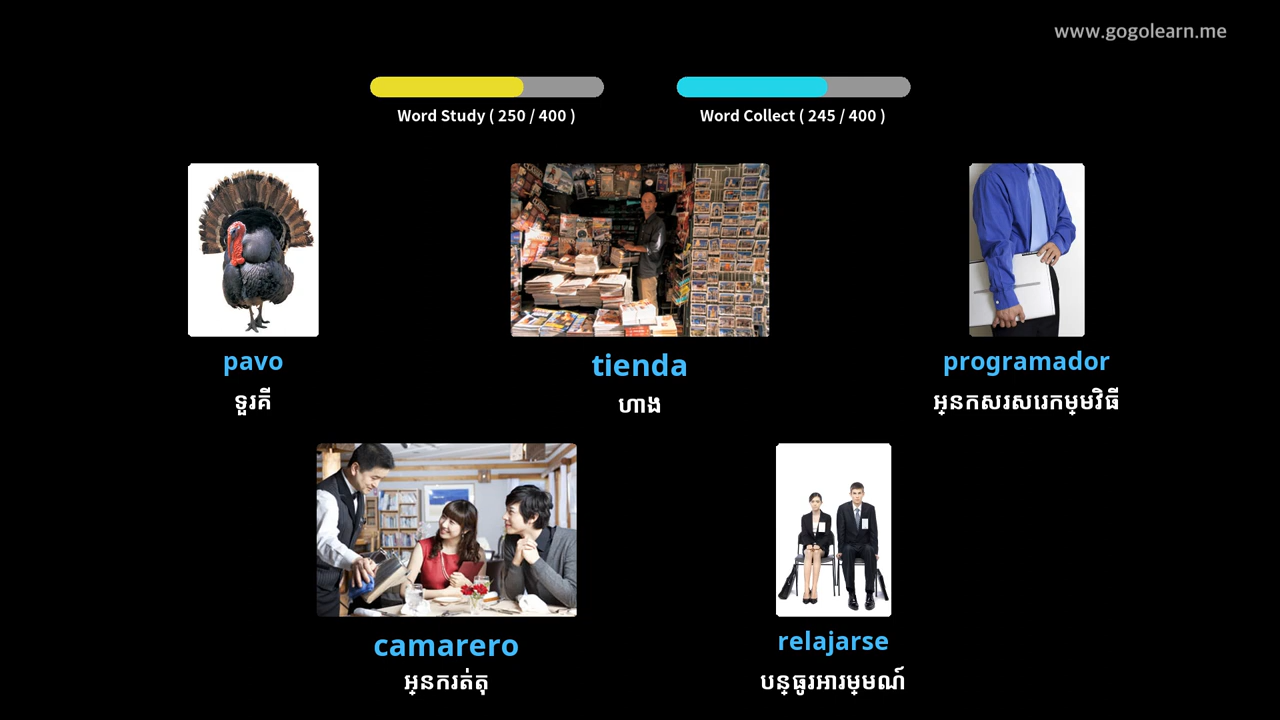 www.gogolearn.me
Word Study ( 250 / 400 )
Word Collect ( 245 / 400 )
pavo
ទួរគី
tienda
ហាង
programador
អ្នកសរសេរកម្មវិធី
camarero
អ្នករត់តុ
relajarse
បន្ធូរអារម្មណ៍